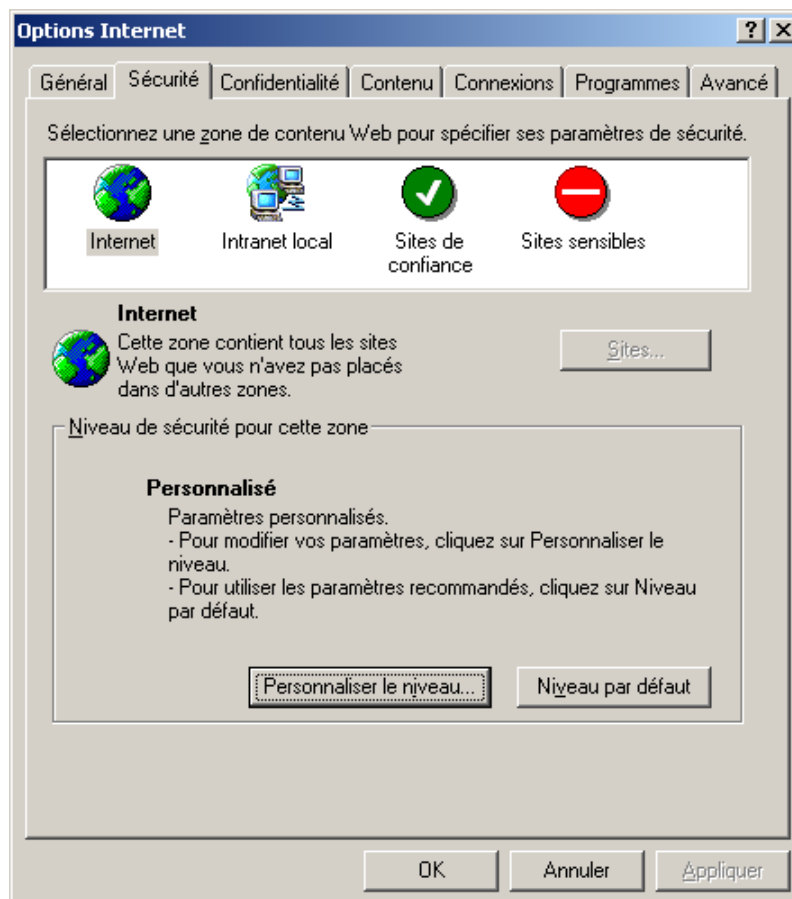 Options Internet
Général Sécurité Confidentialité Contenu Connexions Programmes Avancé
Sélectionnez une zone de contenu Web pour spécifier ses paramètres de sécurité.
Internet Intranet local Sites de Sites sensibles
confiance
Internet
Cette zone contient tous les sites
Web que vous n'avez pas placés
dans d'autres zones.
Sites...
Niveau de sécurité pour cette zone
Personnalisé
Paramètres personnalisés.
- Pour modifier vos paramètres, cliquez sur Personnaliser le
niveau.
- Pour utiliser les paramètres recommandés, cliquez sur Niveau
par défaut.
Personnaliser le niveau... Niveau par défaut
OK Annuler Appliquer